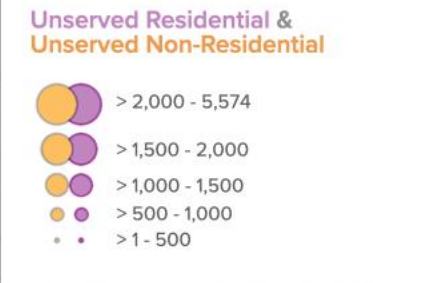 Unserved Residential &
Unserved Non-Residential
> 2,000 - 5,574
> 1,500 - 2,000
> 1,000 - 1,500
> 500 - 1,000
> 1 - 500